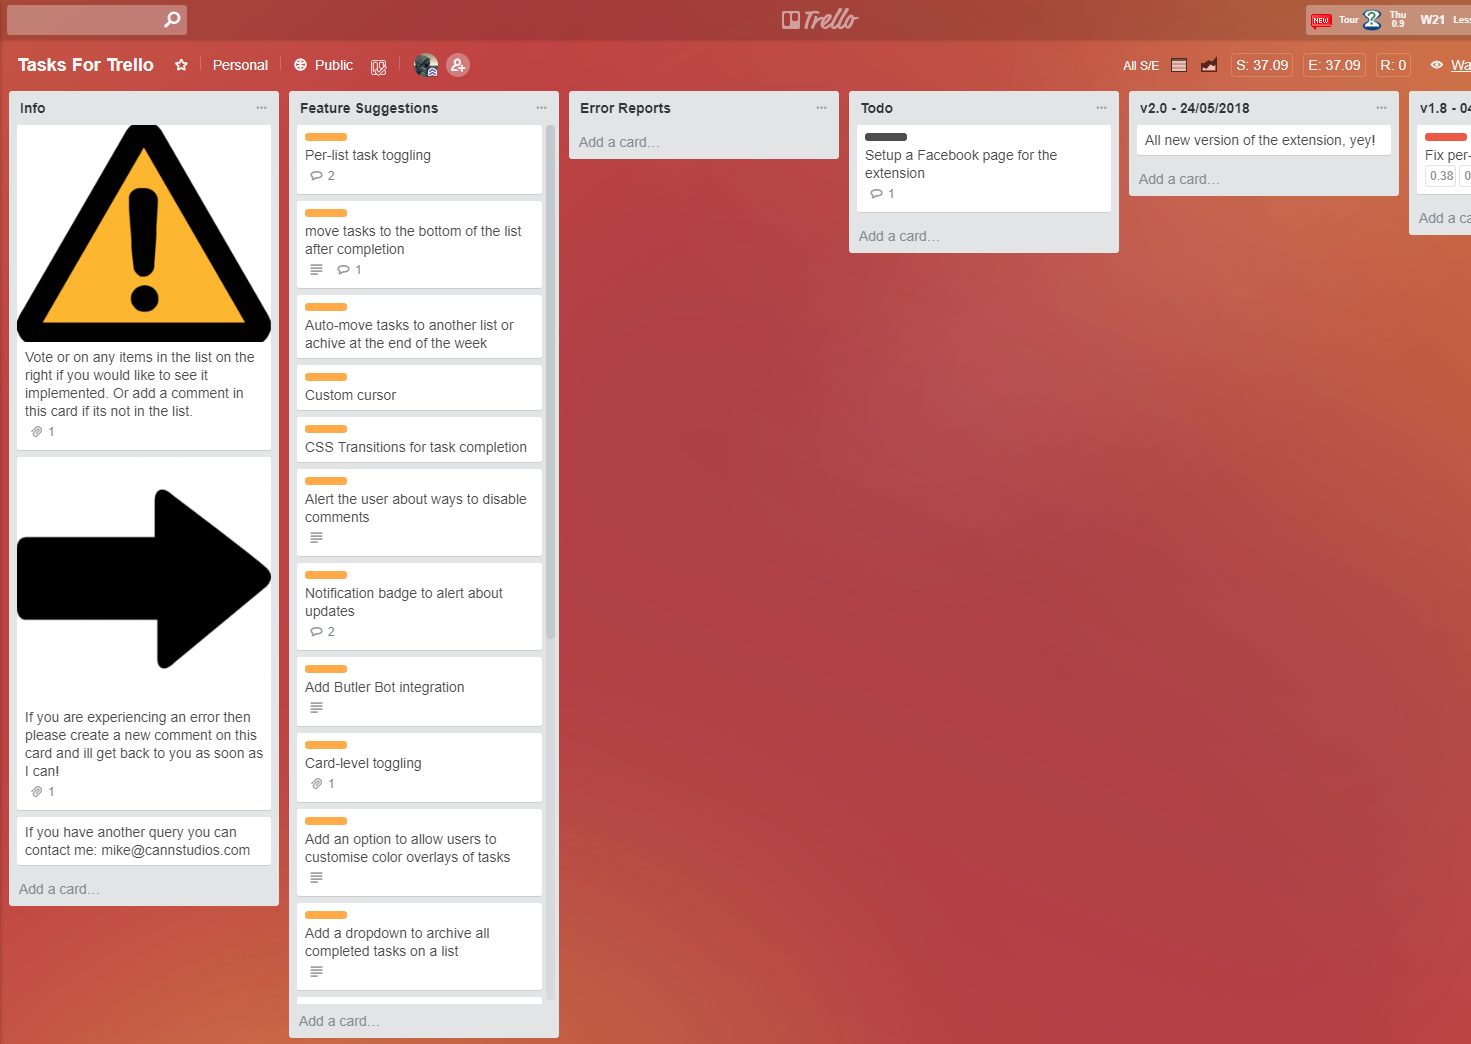 Trello
NEW Tour Thu 0.9 W21
Tasks For Trello Personal Public All S/E S: 37.09 E: 37.09 R: 0
Info
Vote or on any items in the list on the
right if you would like to see it
implemented. Or add a comment in
this card if its not in the list.
1
If you are experiencing an error then
please create a new comment on this
card and ill get back to you as soon as
I can!
1
If you have another query you can
contact me: mike@cannstudios.com
Add a card...
Feature Suggestions
Per-list task toggling
2
move tasks to the bottom of the list
after completion
1
Auto-move tasks to another list or
achive at the end of the week
Custom cursor
CSS Transitions for task completion
Alert the user about ways to disable
comments
Notification badge to alert about
updates
2
Add Butler Bot integration
Card-level toggling
1
Add an option to allow users to
customise color overlays of tasks
Add a dropdown to archive all
completed tasks on a list
Add a card...
Error Reports
Add a card...
Todo
Setup a Facebook page for the
extension
1
Add a card...
v2.0 - 24/05/2018
All new version of the extension, yey!
Add a card...
v1.8 - 04
Fix per-
0.38
Add a ca